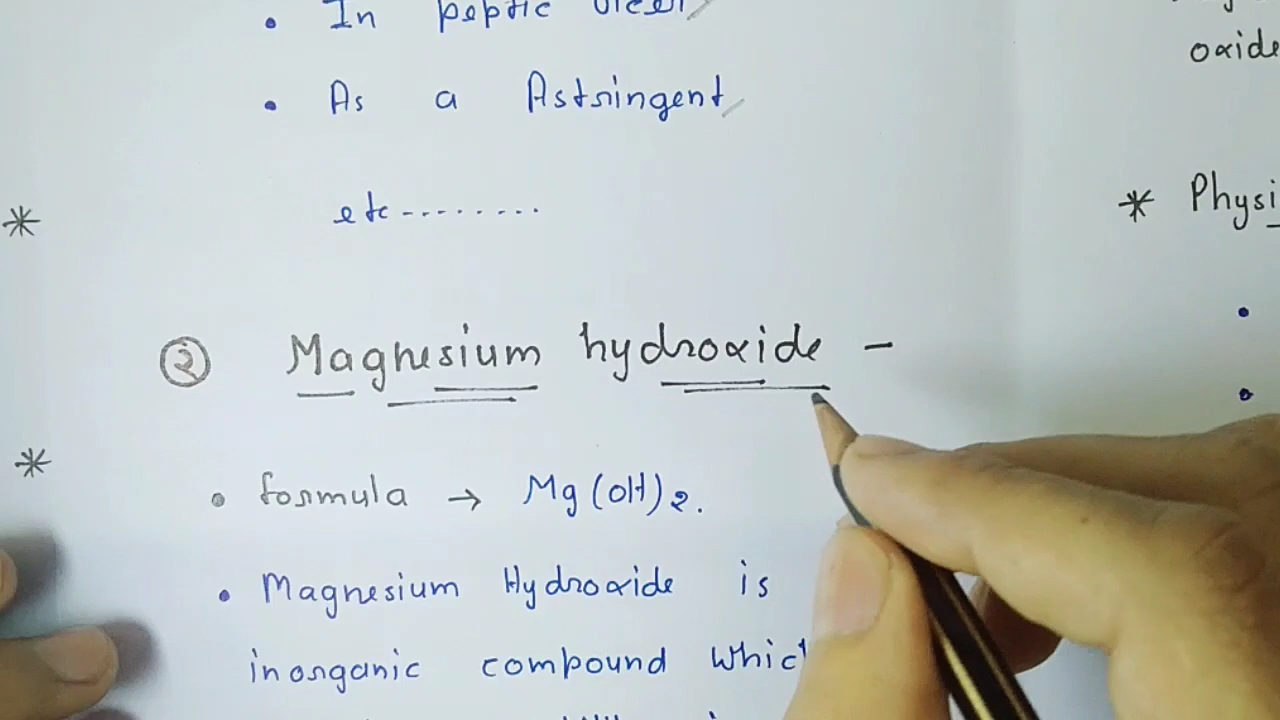 • In peptic ulcer
• As a Astringent
etc--------
*
② Magnesium hydroxide -
*
• formula → Mg(OH)2.
• Magnesium Hydroxide is
inorganic compound which
oxide
* Physi
•
•